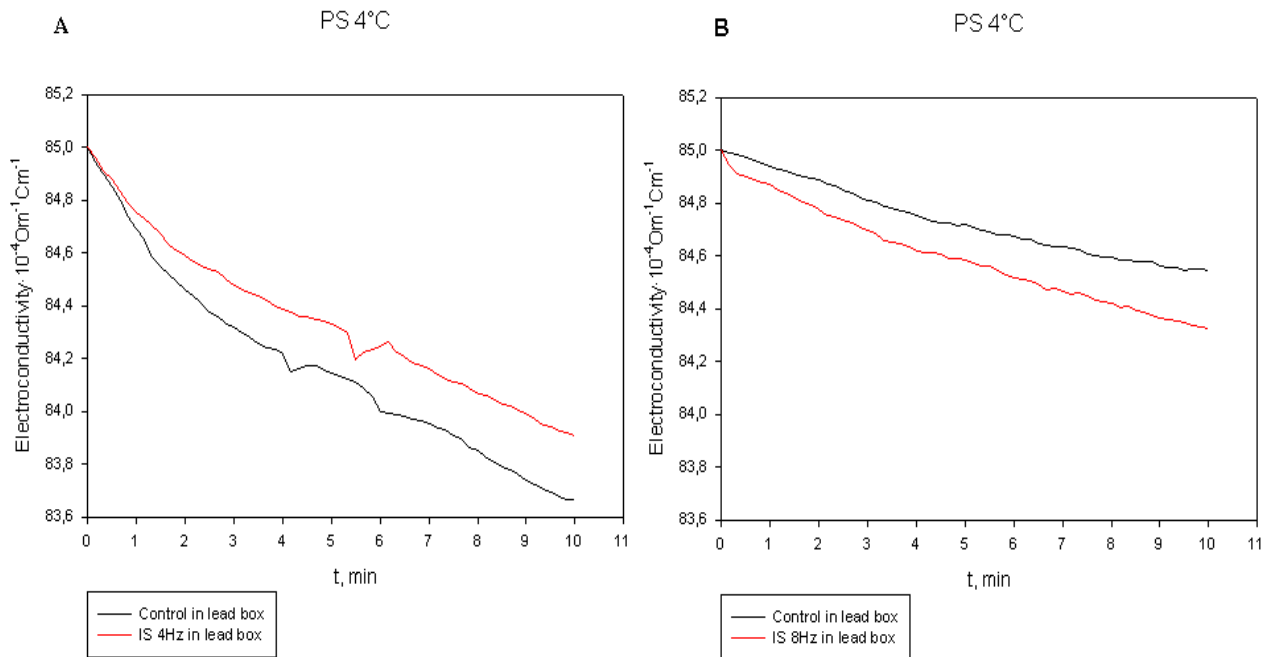 A
PS 4°C
Electroconductivity·10⁻⁴Om⁻¹Cm⁻¹
85,2
85,0
84,8
84,6
84,4
84,2
84,0
83,8
83,6
0 1 2 3 4 5 6 7 8 9 10 11
t, min
Control in lead box
IS 4Hz in lead box
B
PS 4°C
Electroconductivity·10⁻⁴Om⁻¹Cm⁻¹
85,2
85,0
84,8
84,6
84,4
84,2
84,0
83,8
83,6
0 1 2 3 4 5 6 7 8 9 10 11
t, min
Control in lead box
IS 8Hz in lead box